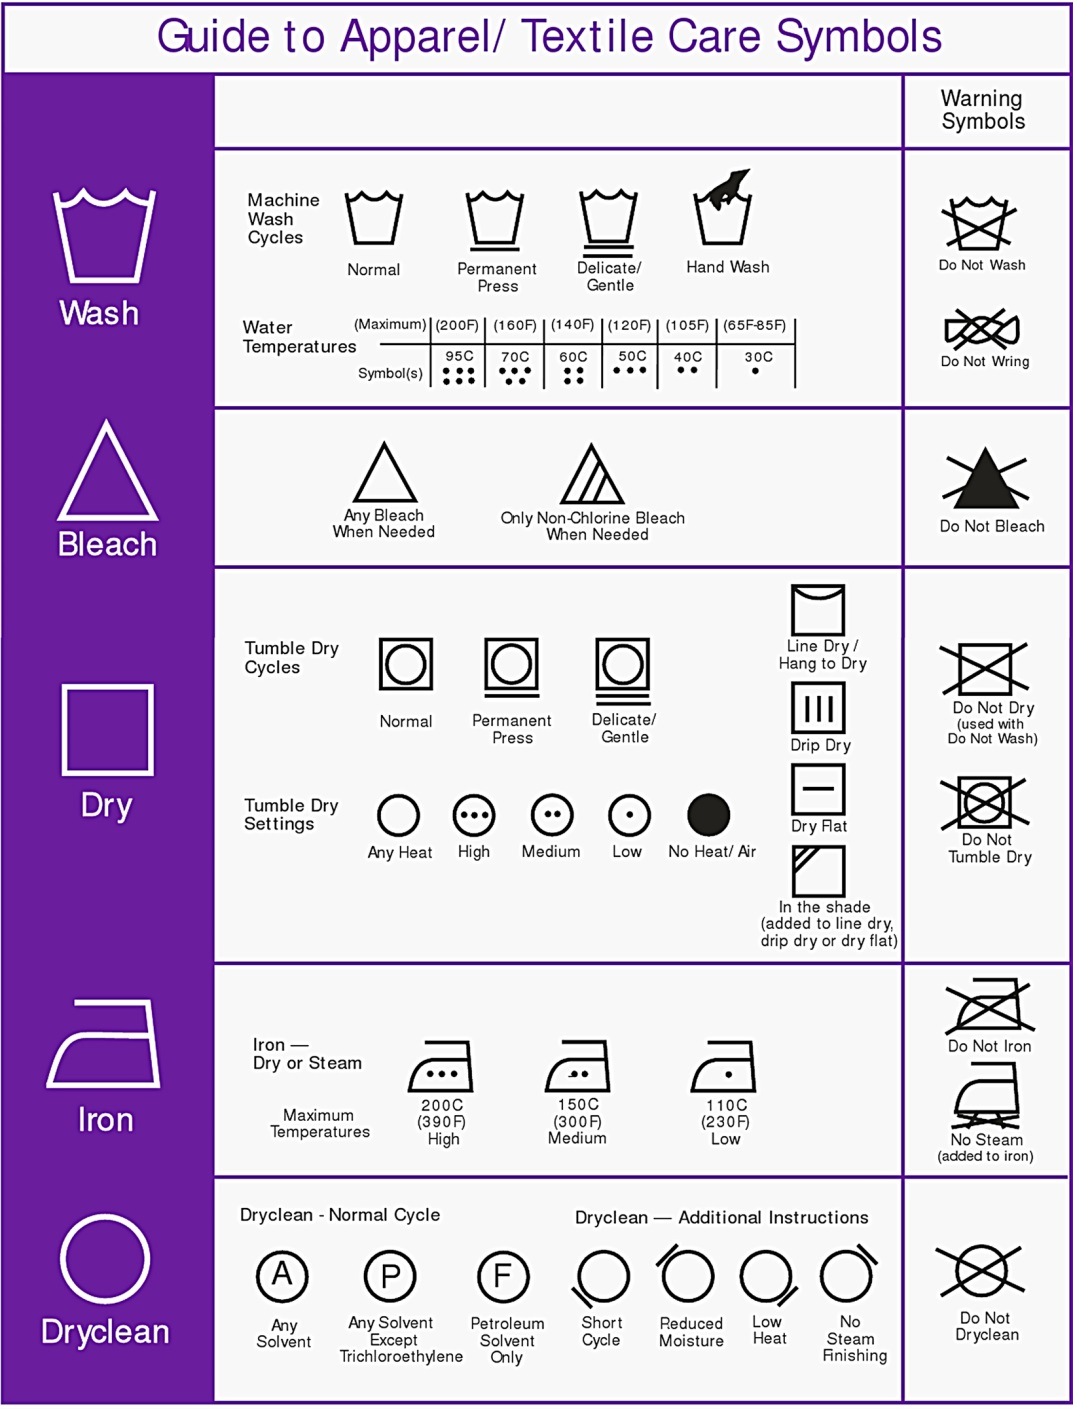 Guide to Apparel/ Textile Care Symbols
Warning
Symbols
Wash
Machine
Wash
Cycles
Normal
Permanent
Press
Delicate/
Gentle
Hand Wash
Do Not Wash
Water
Temperatures
(Maximum) (200F) (160F) (140F) (120F) (105F) (65F-85F)
Symbol(s) 95C 70C 60C 50C 40C 30C
Do Not Wring
Bleach
Any Bleach
When Needed
Only Non-Chlorine Bleach
When Needed
Do Not Bleach
Dry
Tumble Dry
Cycles
Normal
Permanent
Press
Delicate/
Gentle
Line Dry /
Hang to Dry
Drip Dry
Dry Flat
In the shade
(added to line dry,
drip dry or dry flat)
Tumble Dry
Settings
Any Heat
High
Medium
Low
No Heat/ Air
Do Not Dry
(used with
Do Not Wash)
Do Not
Tumble Dry
Iron
Iron —
Dry or Steam
Maximum
Temperatures
200C
(390F)
High
150C
(300F)
Medium
110C
(230F)
Low
Do Not Iron
No Steam
(added to iron)
Dryclean
Dryclean - Normal Cycle
A
Any
Solvent
P
Any Solvent
Except
Trichloroethylene
F
Petroleum
Solvent
Only
Dryclean — Additional Instructions
Short
Cycle
Reduced
Moisture
Low
Heat
No
Steam
Finishing
Do Not
Dryclean